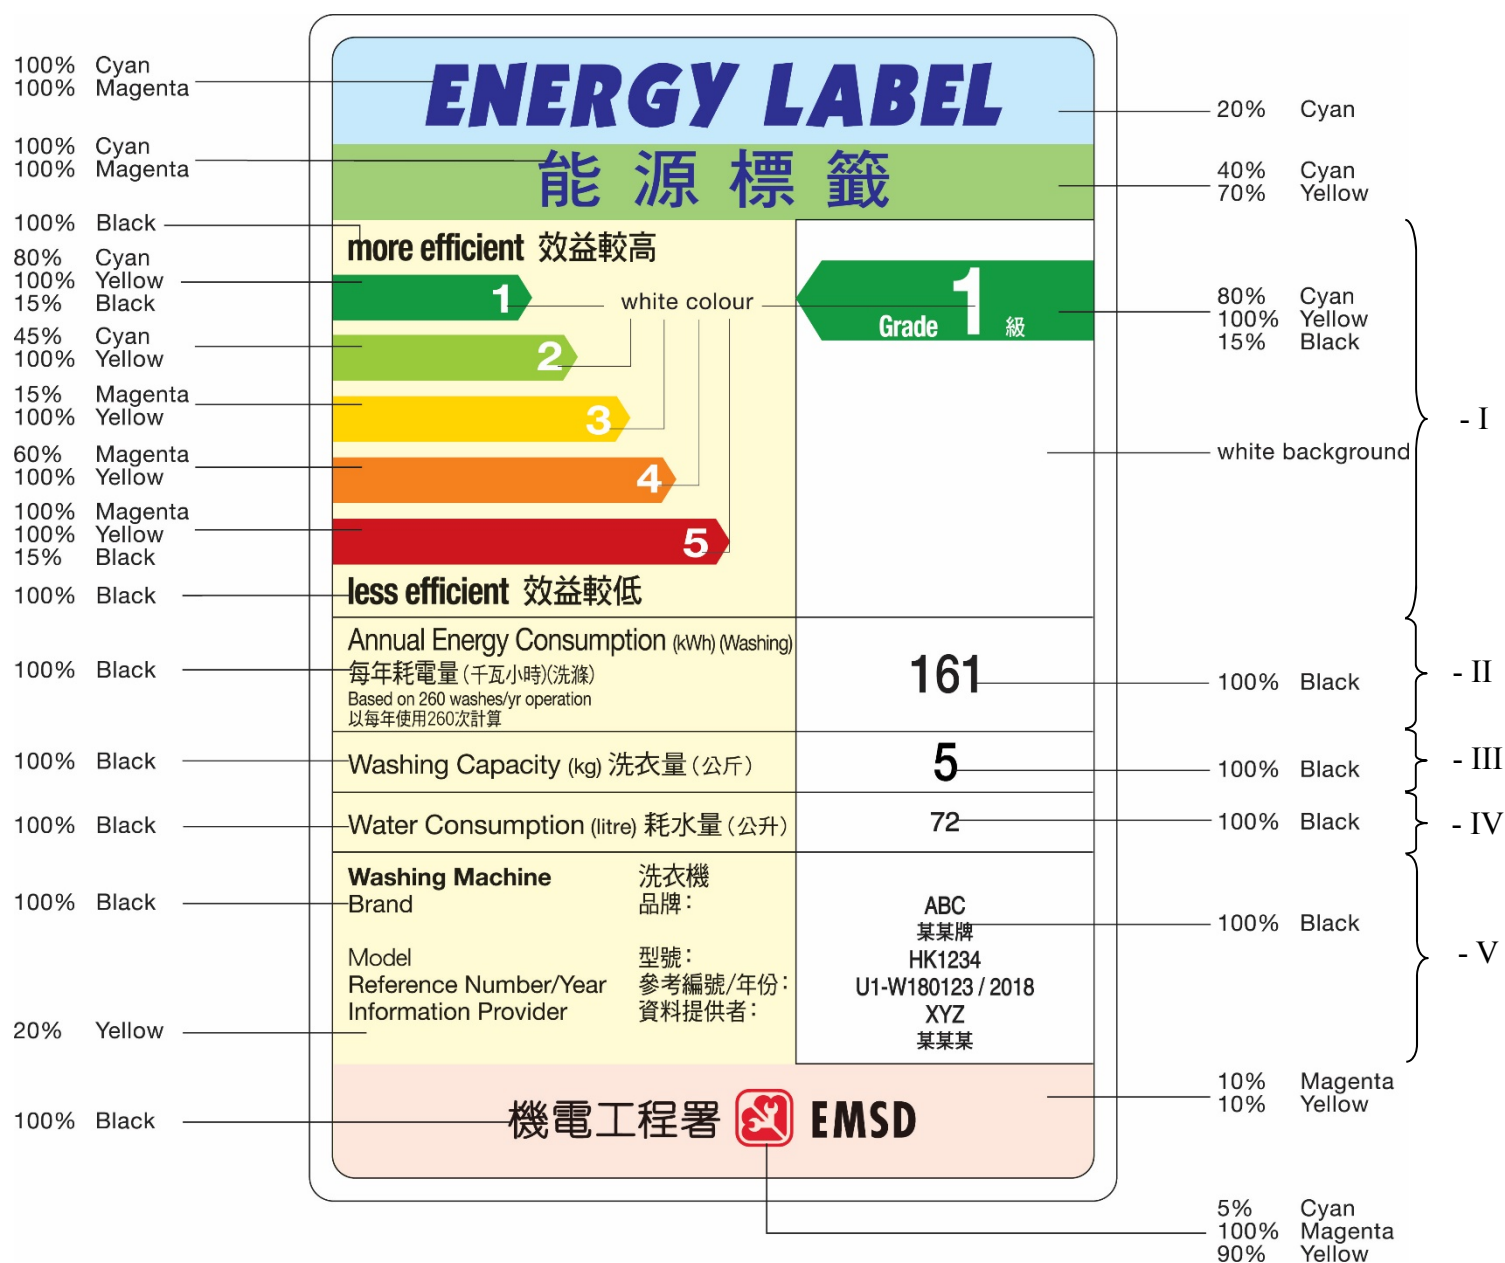 100% Cyan
100% Magenta
ENERGY LABEL
20% Cyan
100% Cyan
100% Magenta
能源標籤
40% Cyan
70% Yellow
100% Black
more efficient 效益較高
80% Cyan
100% Yellow
15% Black
1
white colour
Grade 1 級
80% Cyan
100% Yellow
15% Black
45% Cyan
100% Yellow
2
15% Magenta
100% Yellow
3
- I
60% Magenta
100% Yellow
4
white background
100% Magenta
100% Yellow
15% Black
5
100% Black
less efficient 效益較低
Annual Energy Consumption (kWh) (Washing)
100% Black
每年耗電量(千瓦小時)(洗滌)
Based on 260 washes/yr operation
以每年使用260次計算
161
100% Black
- II
100% Black
Washing Capacity (kg) 洗衣量(公斤)
5
100% Black
- III
100% Black
Water Consumption (litre) 耗水量(公升)
72
100% Black
- IV
Washing Machine 洗衣機
100% Black
Brand 品牌：
ABC
某某牌
100% Black
Model 型號：
HK1234
- V
Reference Number/Year 參考編號/年份：
U1-W180123 / 2018
Information Provider 資料提供者：
XYZ
某某某
20% Yellow
10% Magenta
10% Yellow
100% Black
機電工程署 EMSD
5% Cyan
100% Magenta
90% Yellow